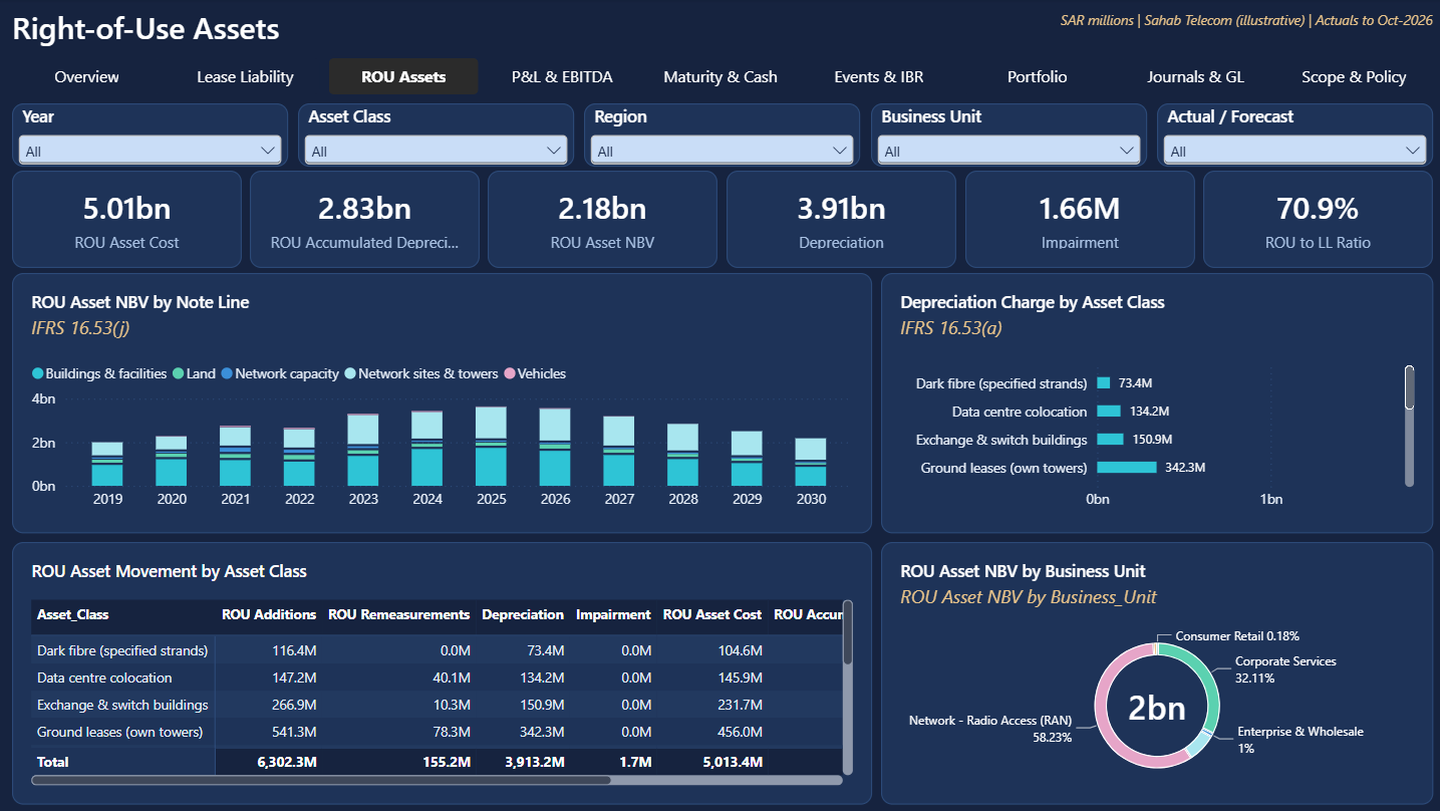 Right-of-Use Assets
SAR millions | Sahab Telecom (illustrative) | Actuals to Oct-2026
Overview Lease Liability ROU Assets P&L & EBITDA Maturity & Cash Events & IBR Portfolio Journals & GL Scope & Policy
Year Asset Class Region Business Unit Actual / Forecast
All All All All All
5.01bn 2.83bn 2.18bn 3.91bn 1.66M 70.9%
ROU Asset Cost ROU Accumulated Depreci... ROU Asset NBV Depreciation Impairment ROU to LL Ratio
ROU Asset NBV by Note Line
IFRS 16.53(j)
Buildings & facilities Land Network capacity Network sites & towers Vehicles
4bn
2bn
0bn
2019 2020 2021 2022 2023 2024 2025 2026 2027 2028 2029 2030
Depreciation Charge by Asset Class
IFRS 16.53(a)
Dark fibre (specified strands) 73.4M
Data centre colocation 134.2M
Exchange & switch buildings 150.9M
Ground leases (own towers) 342.3M
0bn 1bn
ROU Asset Movement by Asset Class
Asset_Class ROU Additions ROU Remeasurements Depreciation Impairment ROU Asset Cost ROU Accur
Dark fibre (specified strands) 116.4M 0.0M 73.4M 0.0M 104.6M
Data centre colocation 147.2M 40.1M 134.2M 0.0M 145.9M
Exchange & switch buildings 266.9M 10.3M 150.9M 0.0M 231.7M
Ground leases (own towers) 541.3M 78.3M 342.3M 0.0M 456.0M
Total 6,302.3M 155.2M 3,913.2M 1.7M 5,013.4M
ROU Asset NBV by Business Unit
ROU Asset NBV by Business_Unit
Consumer Retail 0.18%
Corporate Services
32.11%
2bn
Network - Radio Access (RAN)
58.23%
Enterprise & Wholesale
1%